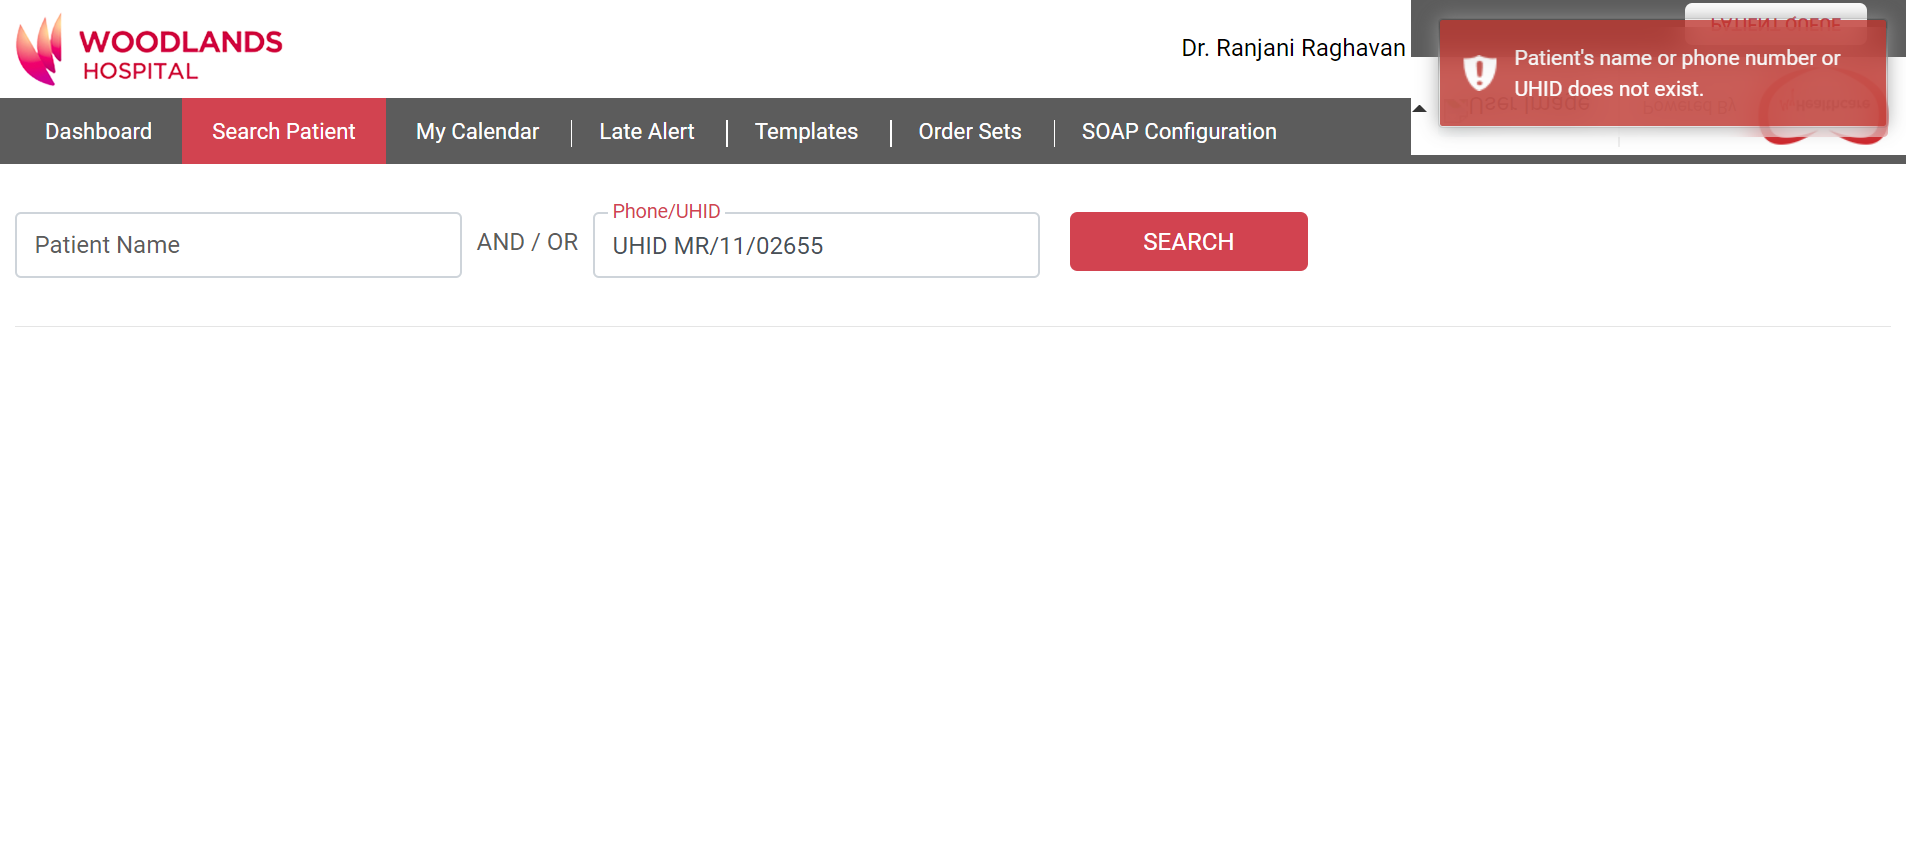 WOODLANDS
HOSPITAL
Dr. Ranjani Raghavan
PATIENT QUEUE
Patient's name or phone number or
UHID does not exist.
User Image
Powered By
Healthcare
Dashboard
Search Patient
My Calendar
Late Alert
Templates
Order Sets
SOAP Configuration
Patient Name
AND / OR
Phone/UHID
UHID MR/11/02655
SEARCH